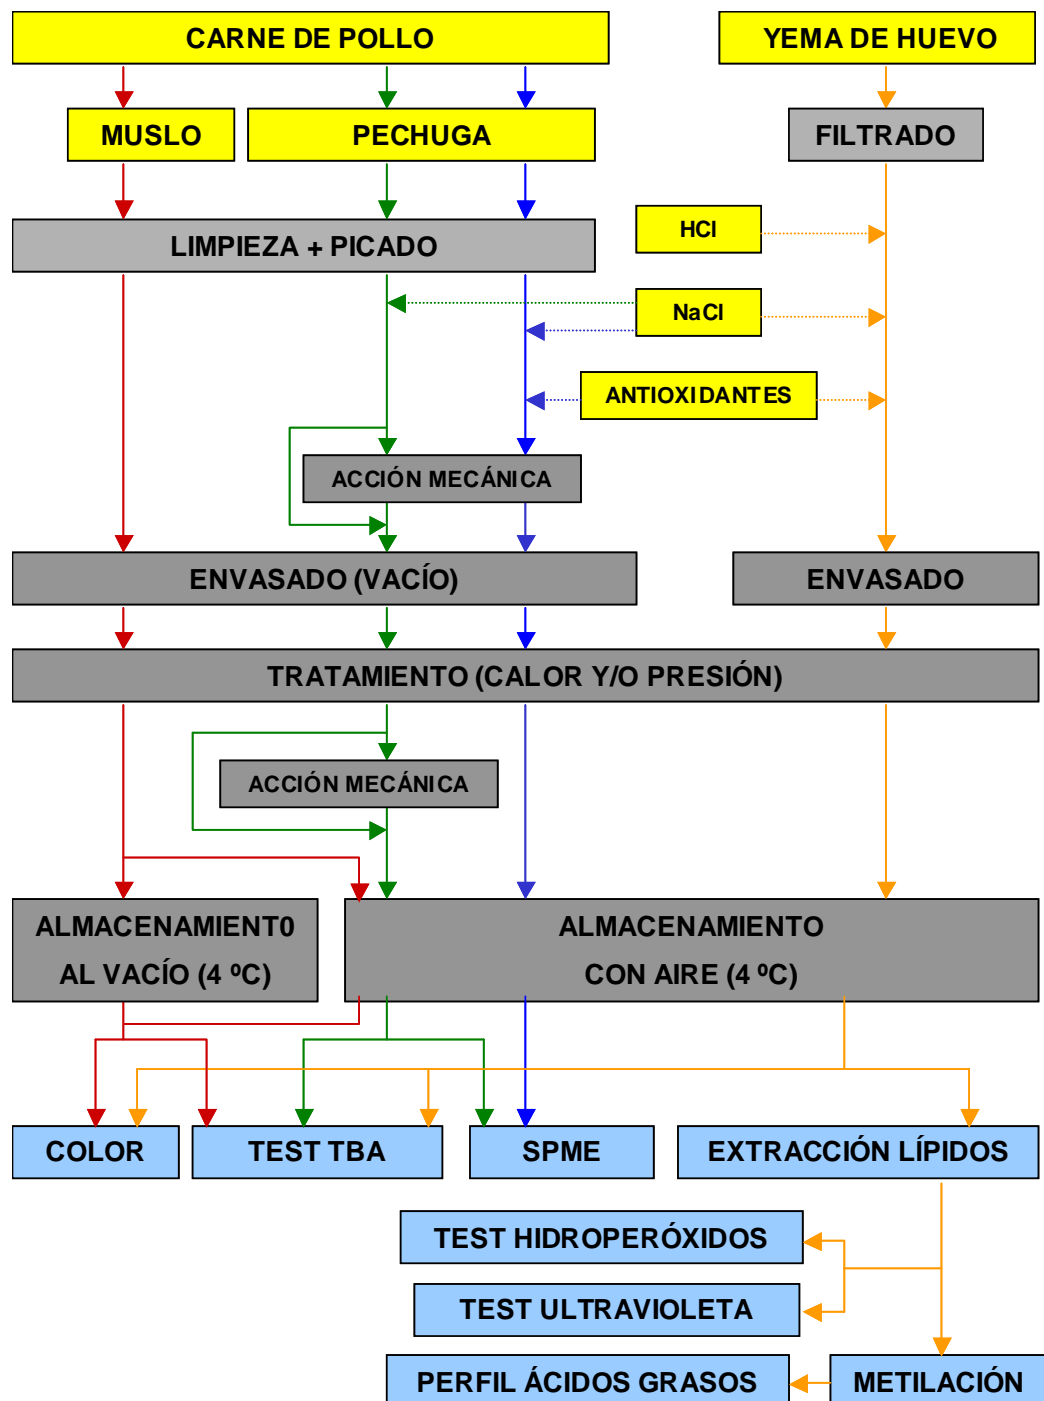 CARNE DE POLLO
YEMA DE HUEVO
MUSLO
PECHUGA
FILTRADO
LIMPIEZA + PICADO
HCl
NaCl
ANTIOXIDANTES
ACCIÓN MECÁNICA
ENVASADO (VACÍO)
ENVASADO
TRATAMIENTO (CALOR Y/O PRESIÓN)
ACCIÓN MECÁNICA
ALMACENAMIENT0
AL VACÍO (4 ºC)
ALMACENAMIENTO
CON AIRE (4 ºC)
COLOR
TEST TBA
SPME
EXTRACCIÓN LÍPIDOS
TEST HIDROPERÓXIDOS
TEST ULTRAVIOLETA
PERFIL ÁCIDOS GRASOS
METILACIÓN